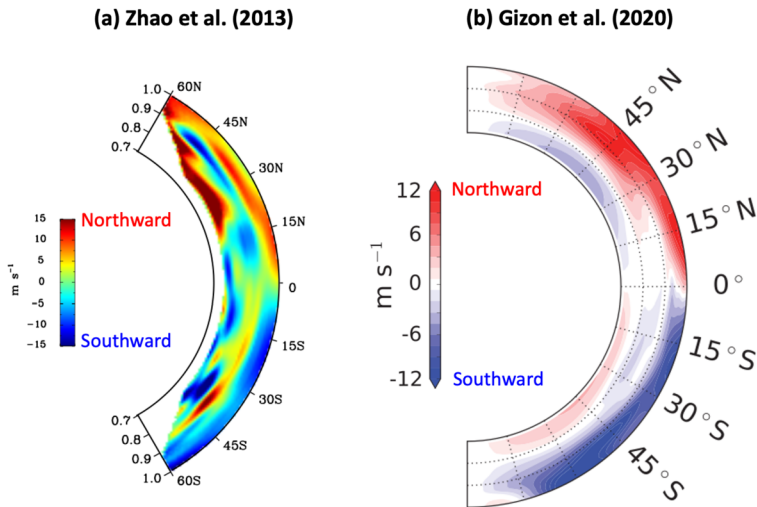 (a) Zhao et al. (2013)
(b) Gizon et al. (2020)
1.0
0.9
0.8
0.7
60N
45N
30N
15N
0
15S
30S
45S
60S
0.7
0.8
0.9
1.0
15
10
5
0
-5
-10
-15
m s⁻¹
Northward
Southward
12
6
0
-6
-12
m s⁻¹
Northward
Southward
45°N
30°N
15°N
0°
15°S
30°S
45°S